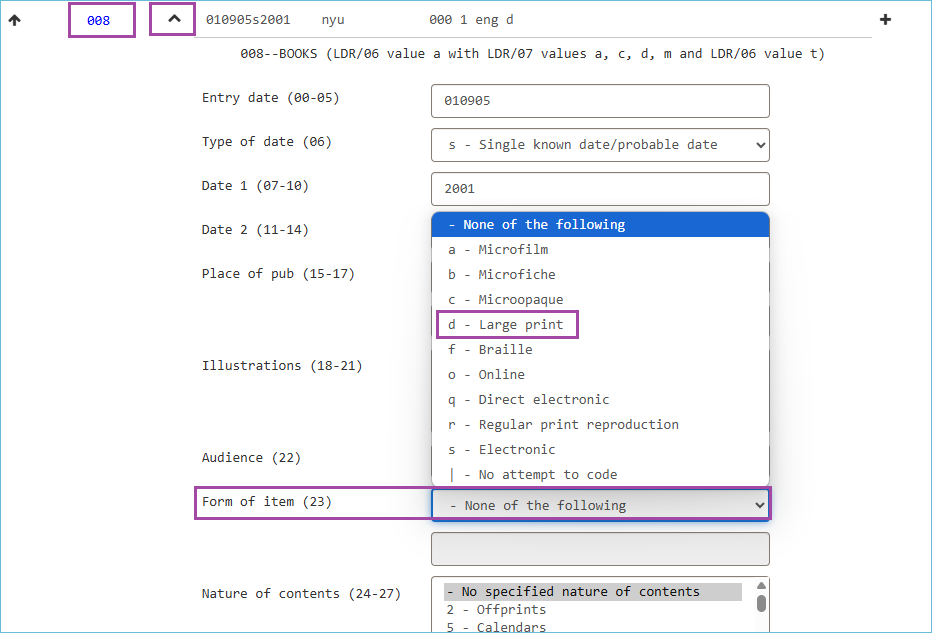 008 010905s2001 nyu 000 1 eng d
008--BOOKS (LDR/06 value a with LDR/07 values a, c, d, m and LDR/06 value t)
Entry date (00-05) 010905
Type of date (06) s - Single known date/probable date
Date 1 (07-10) 2001
Date 2 (11-14)
Place of pub (15-17)
Illustrations (18-21)
Audience (22)
- None of the following
a - Microfilm
b - Microfiche
c - Microopaque
d - Large print
f - Braille
o - Online
q - Direct electronic
r - Regular print reproduction
s - Electronic
| - No attempt to code
Form of item (23) - None of the following
Nature of contents (24-27) - No specified nature of contents
2 - Offprints
5 - Calendars